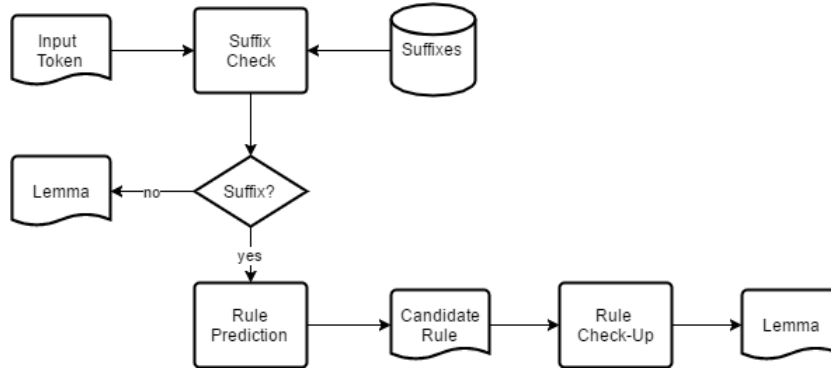 Input
Token
Suffix
Check
Suffixes
Lemma
no
Suffix?
yes
Rule
Prediction
Candidate
Rule
Rule
Check-Up
Lemma